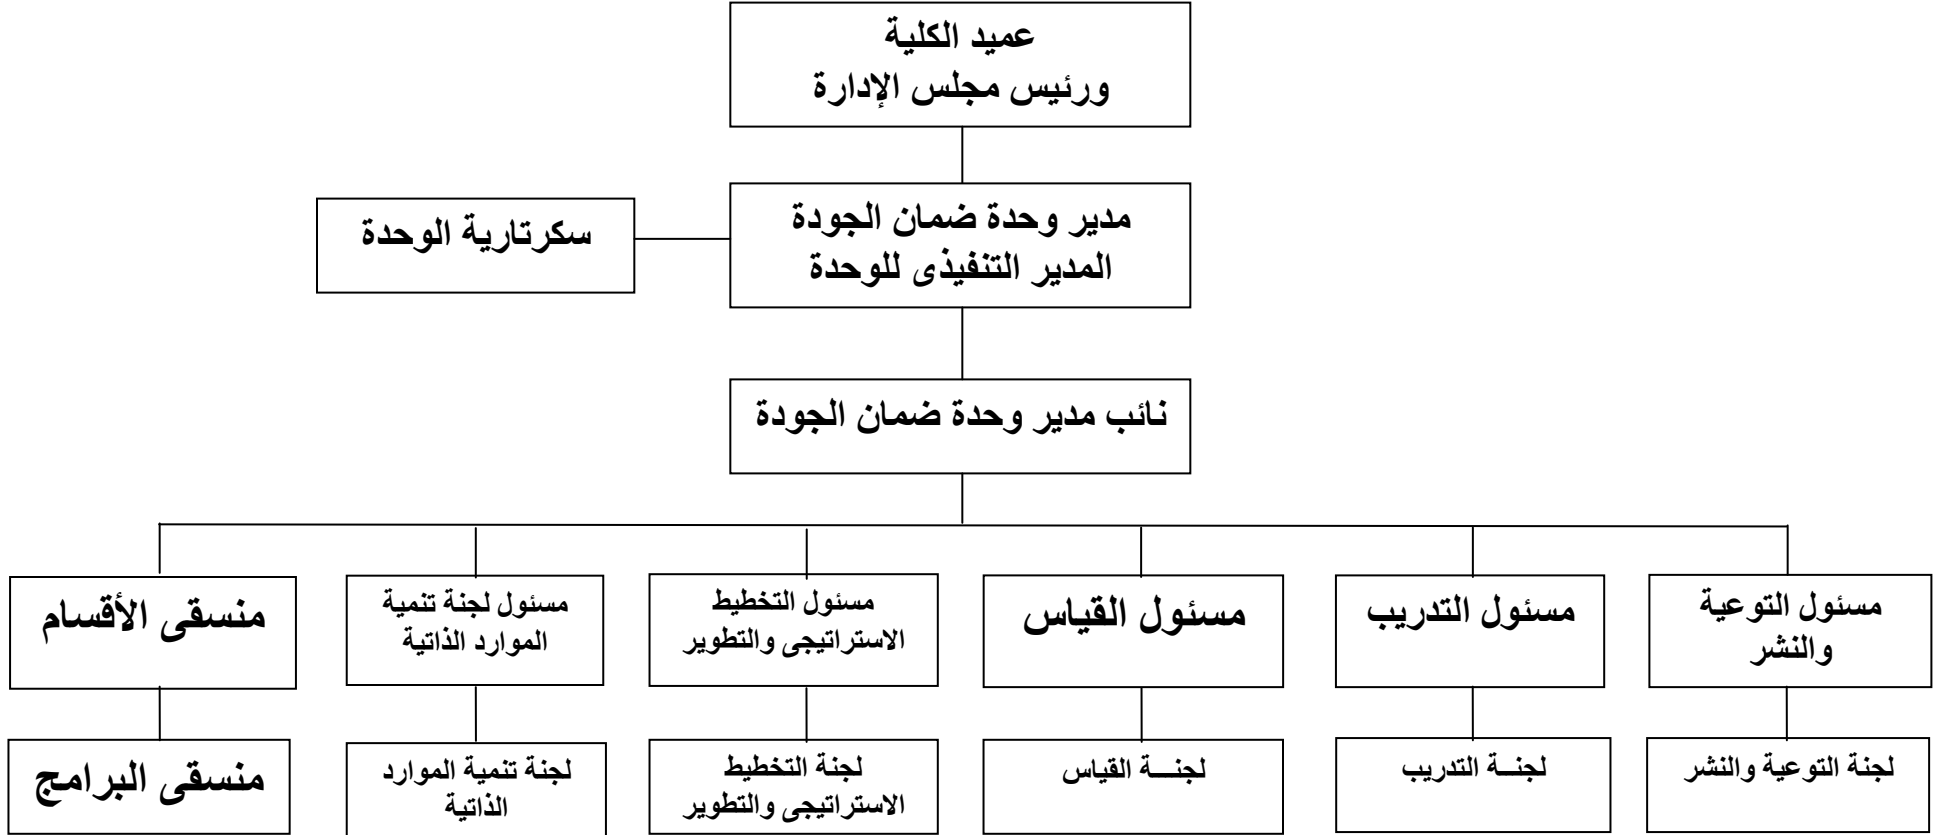 عميد الكلية
ورئيس مجلس الإدارة
مدير وحدة ضمان الجودة
المدير التنفيذى للوحدة
سكرتارية الوحدة
نائب مدير وحدة ضمان الجودة
مسئول التوعية
والنشر
مسئول التدريب
مسئول القياس
مسئول التخطيط
الاستراتيجى والتطوير
مسئول لجنة تنمية
الموارد الذاتية
منسقى الأقسام
لجنة التوعية والنشر
لجنــة التدريب
لجنـــة القياس
لجنة التخطيط
الاستراتيجى والتطوير
لجنة تنمية الموارد
الذاتية
منسقى البرامج